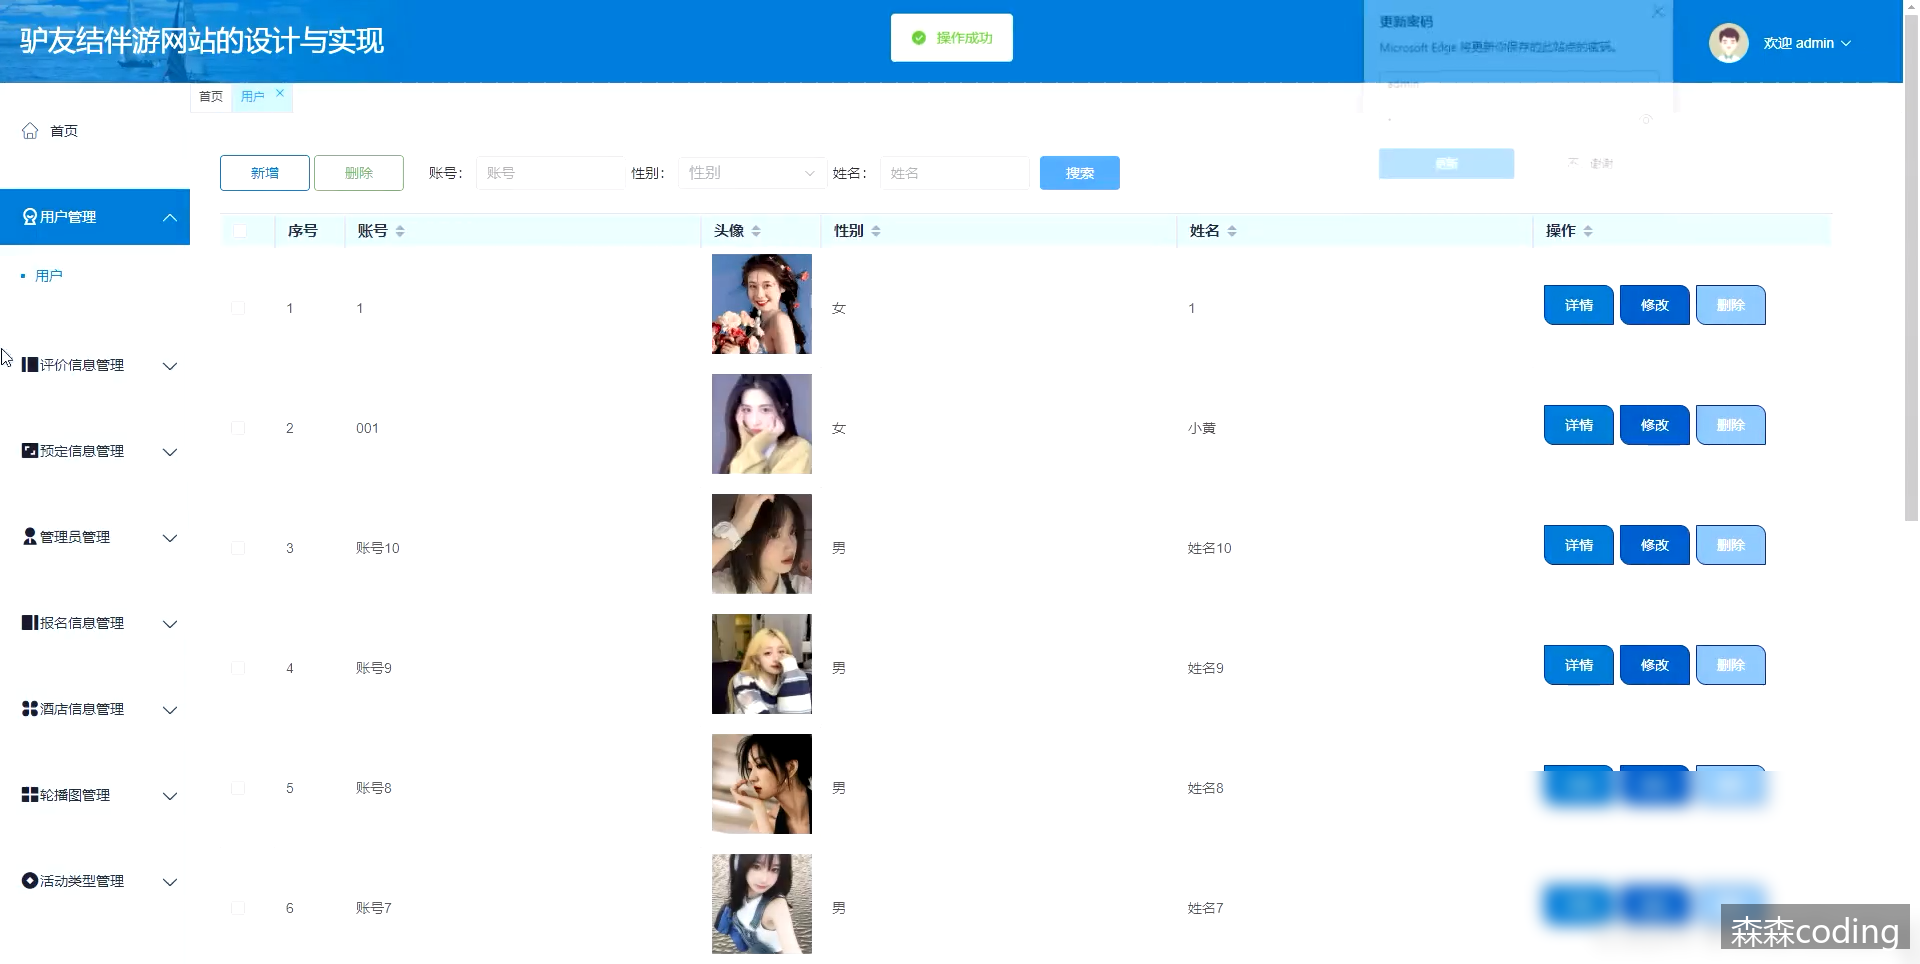 驴友结伴游网站的设计与实现
操作成功
更新密码
Microsoft Edge 将更新你保存的此站点的密码。
欢迎 admin
首页 用户
首页
新增 删除 账号： 账号 性别： 性别 姓名： 姓名 搜索
更新
用户管理
序号 账号 头像 性别 姓名 操作
用户
1 1 女 1 详情 修改 删除
评价信息管理
2 001 女 小黄 详情 修改 删除
预定信息管理
3 账号10 男 姓名10 详情 修改 删除
管理员管理
报名信息管理
4 账号9 男 姓名9 详情 修改 删除
酒店信息管理
5 账号8 男 姓名8
轮播图管理
活动类型管理
6 账号7 男 姓名7
森森coding